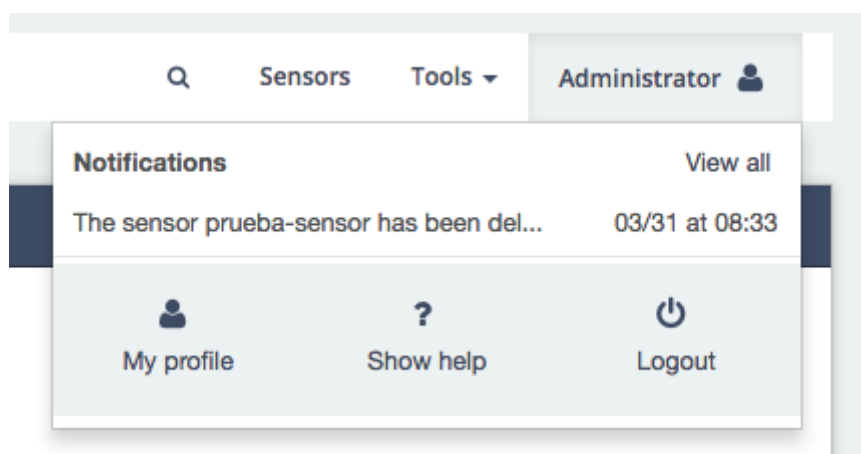 Sensors Tools Administrator
Notifications View all
The sensor prueba-sensor has been del... 03/31 at 08:33
?
My profile Show help Logout